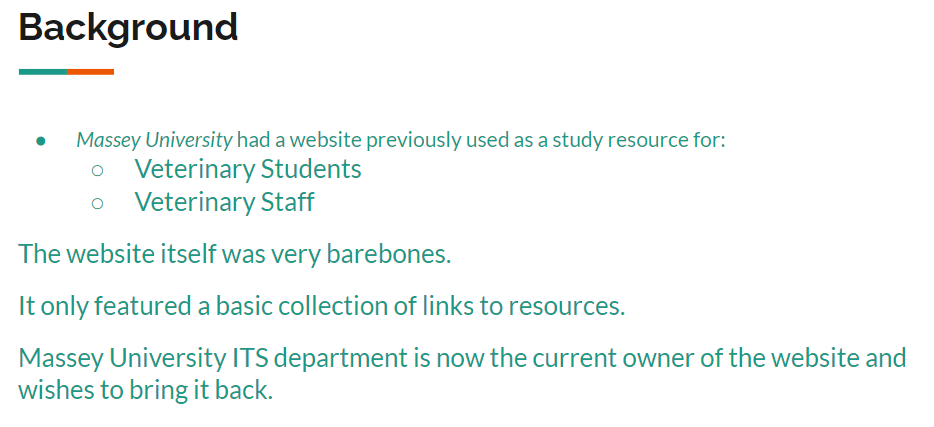 Background
● Massey University had a website previously used as a study resource for:
○ Veterinary Students
○ Veterinary Staff
The website itself was very barebones.
It only featured a basic collection of links to resources.
Massey University ITS department is now the current owner of the website and
wishes to bring it back.